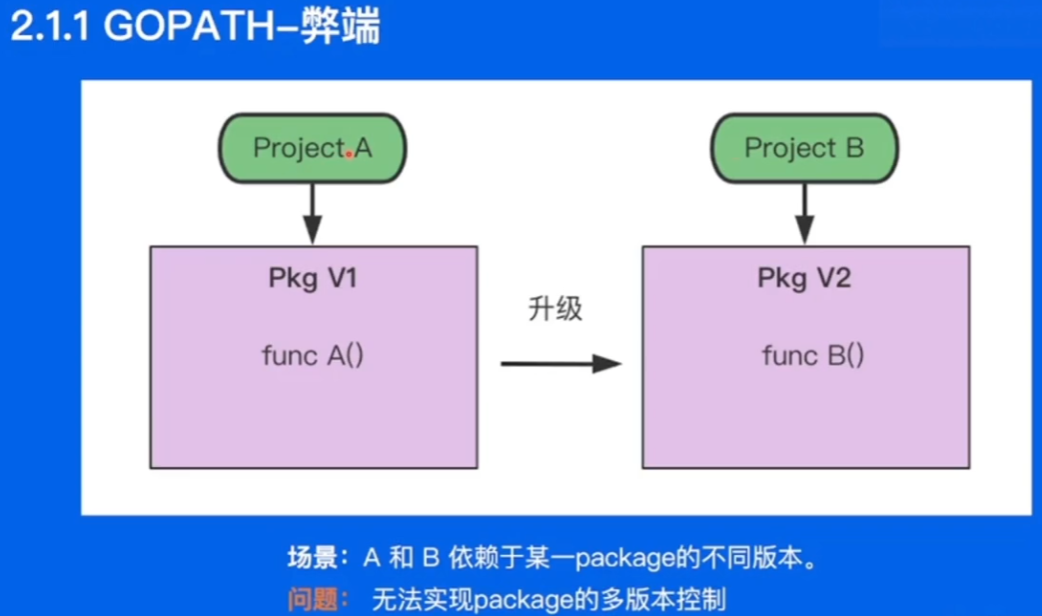 2.1.1 GOPATH-弊端
Project A
Project B
Pkg V1
func A()
升级
Pkg V2
func B()
场景：A 和 B 依赖于某一package的不同版本。
问题： 无法实现package的多版本控制